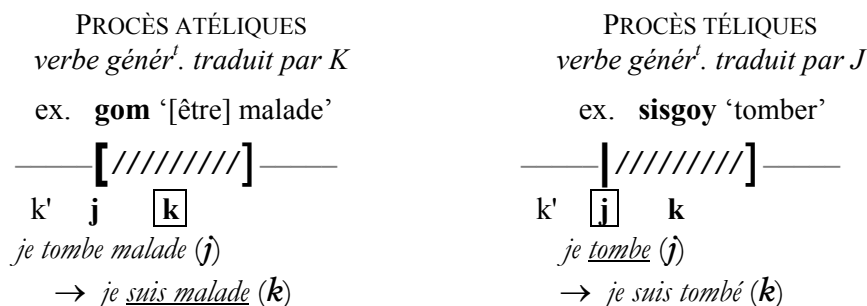 PROCÈS ATÉLIQUES
verbe génér^t. traduit par K
ex. gom ‘[être] malade’
[/////////]
k' j k
je tombe malade (j)
→ je suis malade (k)
PROCÈS TÉLIQUES
verbe génér^t. traduit par J
ex. sisgoy ‘tomber’
|/////////]
k' j k
je tombe (j)
→ je suis tombé (k)